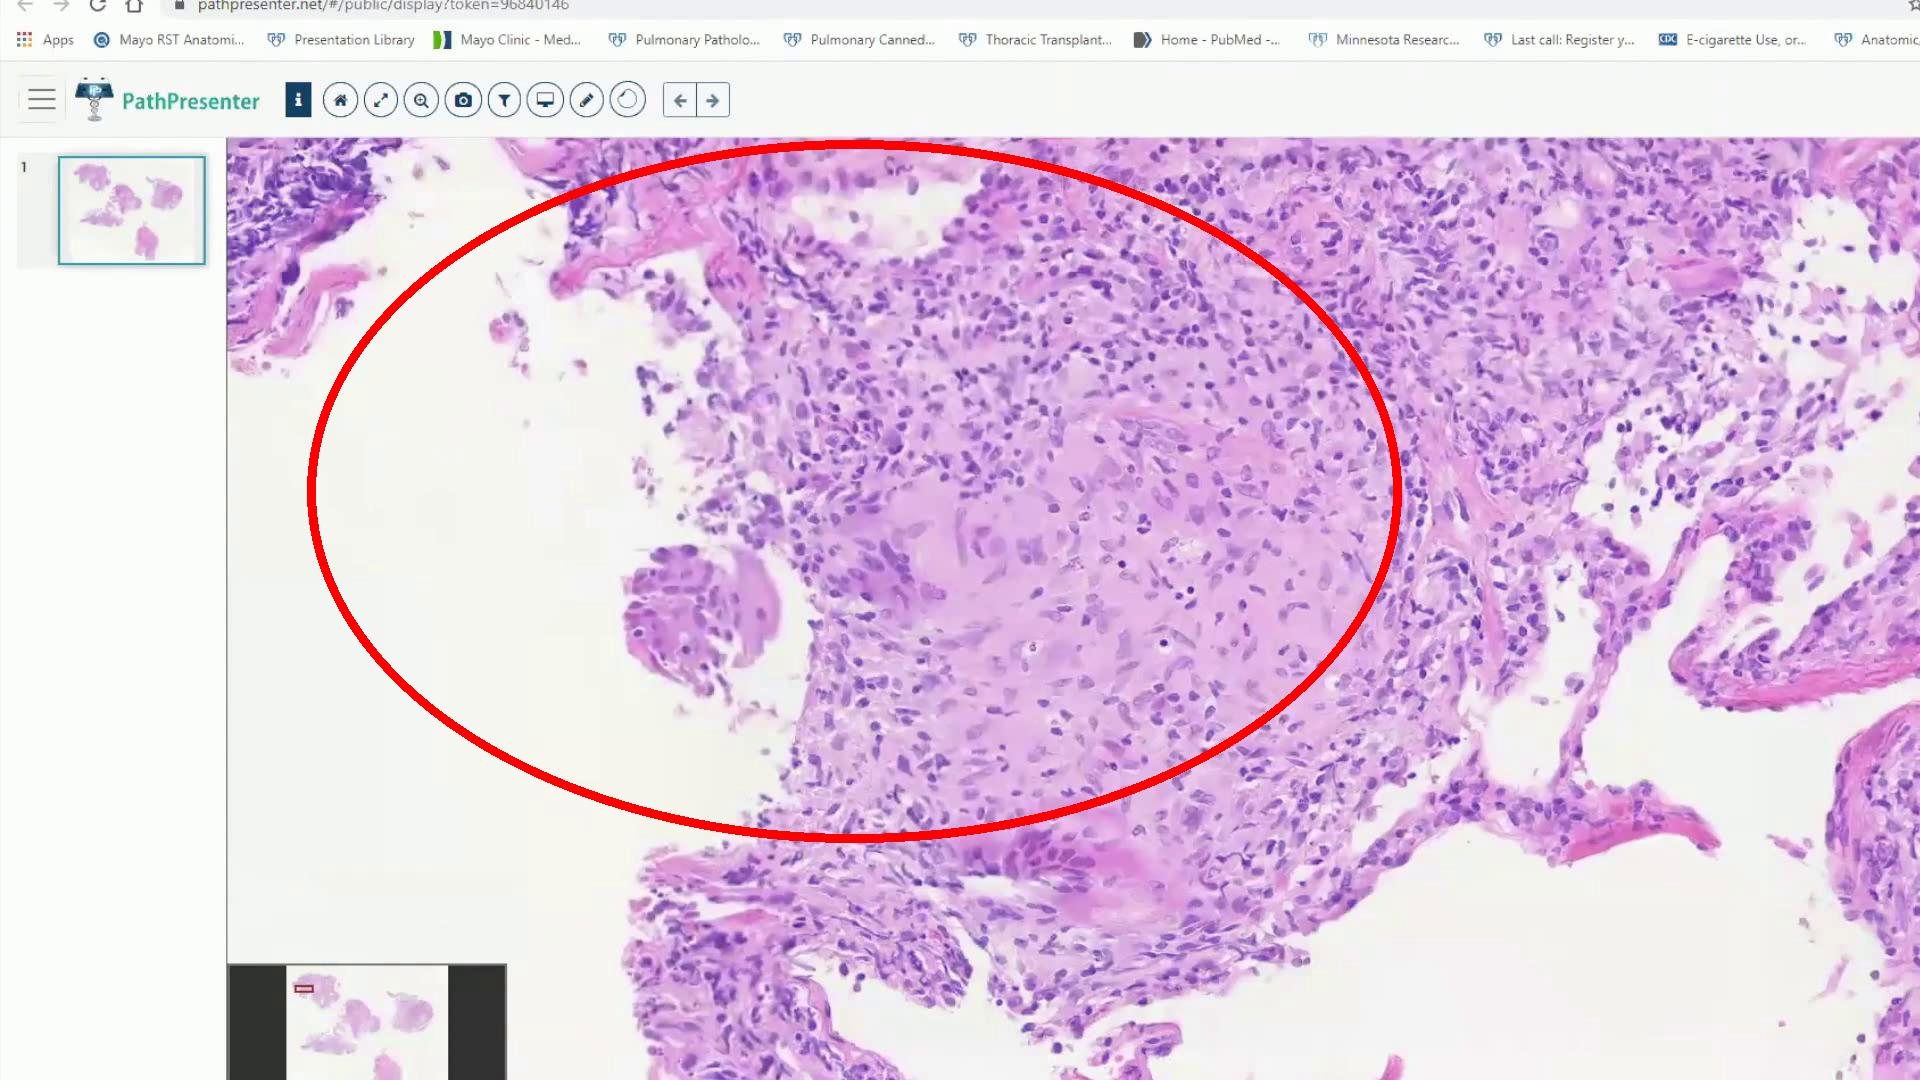 pathpresenter.net/#/public/display?token=96840146
Apps Mayo RST Anatomi... Presentation Library Mayo Clinic - Med... Pulmonary Patholo... Pulmonary Canned... Thoracic Transplant... Home - PubMed -... Minnesota Researc... Last call: Register y... CDC E-cigarette Use, or... Anatomic
PathPresenter i
1